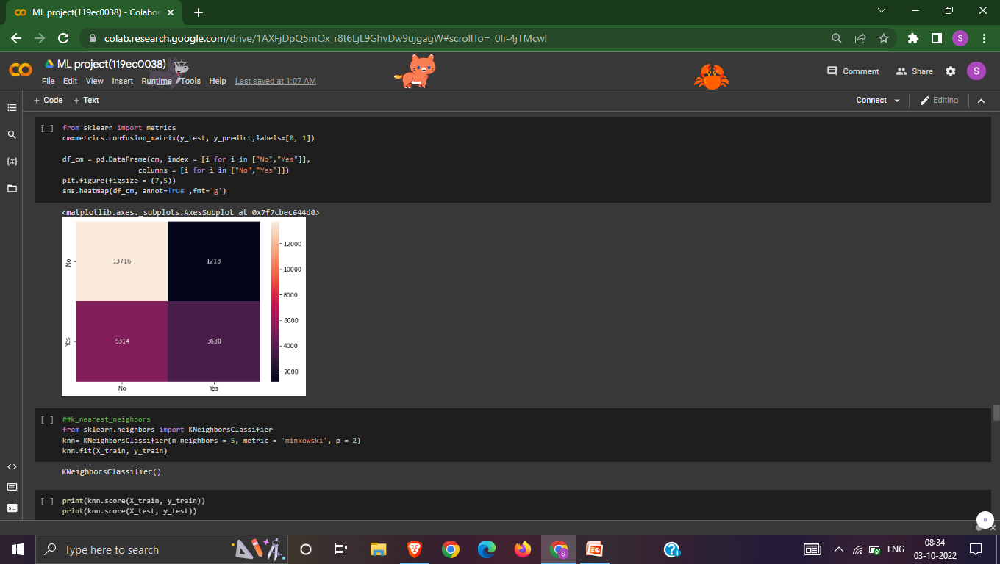 ML project(119ec0038) - Colabor
colab.research.google.com/drive/1AXFjDpQ5mOx_r8t6LjL9GhvDw9ujgagW#scrollTo=_0Ii-4jTMcwl
S
ML project(119ec0038)
File Edit View Insert Runtime Tools Help Last saved at 1:07 AM
Comment Share S
+ Code + Text
Connect Editing
[ ] from sklearn import metrics
cm=metrics.confusion_matrix(y_test, y_predict,labels=[0, 1])
df_cm = pd.DataFrame(cm, index = [i for i in ["No","Yes"]],
columns = [i for i in ["No","Yes"]])
plt.figure(figsize = (7,5))
sns.heatmap(df_cm, annot=True ,fmt='g')
<matplotlib.axes._subplots.AxesSubplot at 0x7f7cbec644d0>
No
13716 1218
Yes
5314 3630
No Yes
12000
10000
8000
6000
4000
2000
[ ] ##k_nearest_neighbors
from sklearn.neighbors import KNeighborsClassifier
knn= KNeighborsClassifier(n_neighbors = 5, metric = 'minkowski', p = 2)
knn.fit(X_train, y_train)
KNeighborsClassifier()
[ ] print(knn.score(X_train, y_train))
print(knn.score(X_test, y_test))
Type here to search
ENG
08:34
03-10-2022